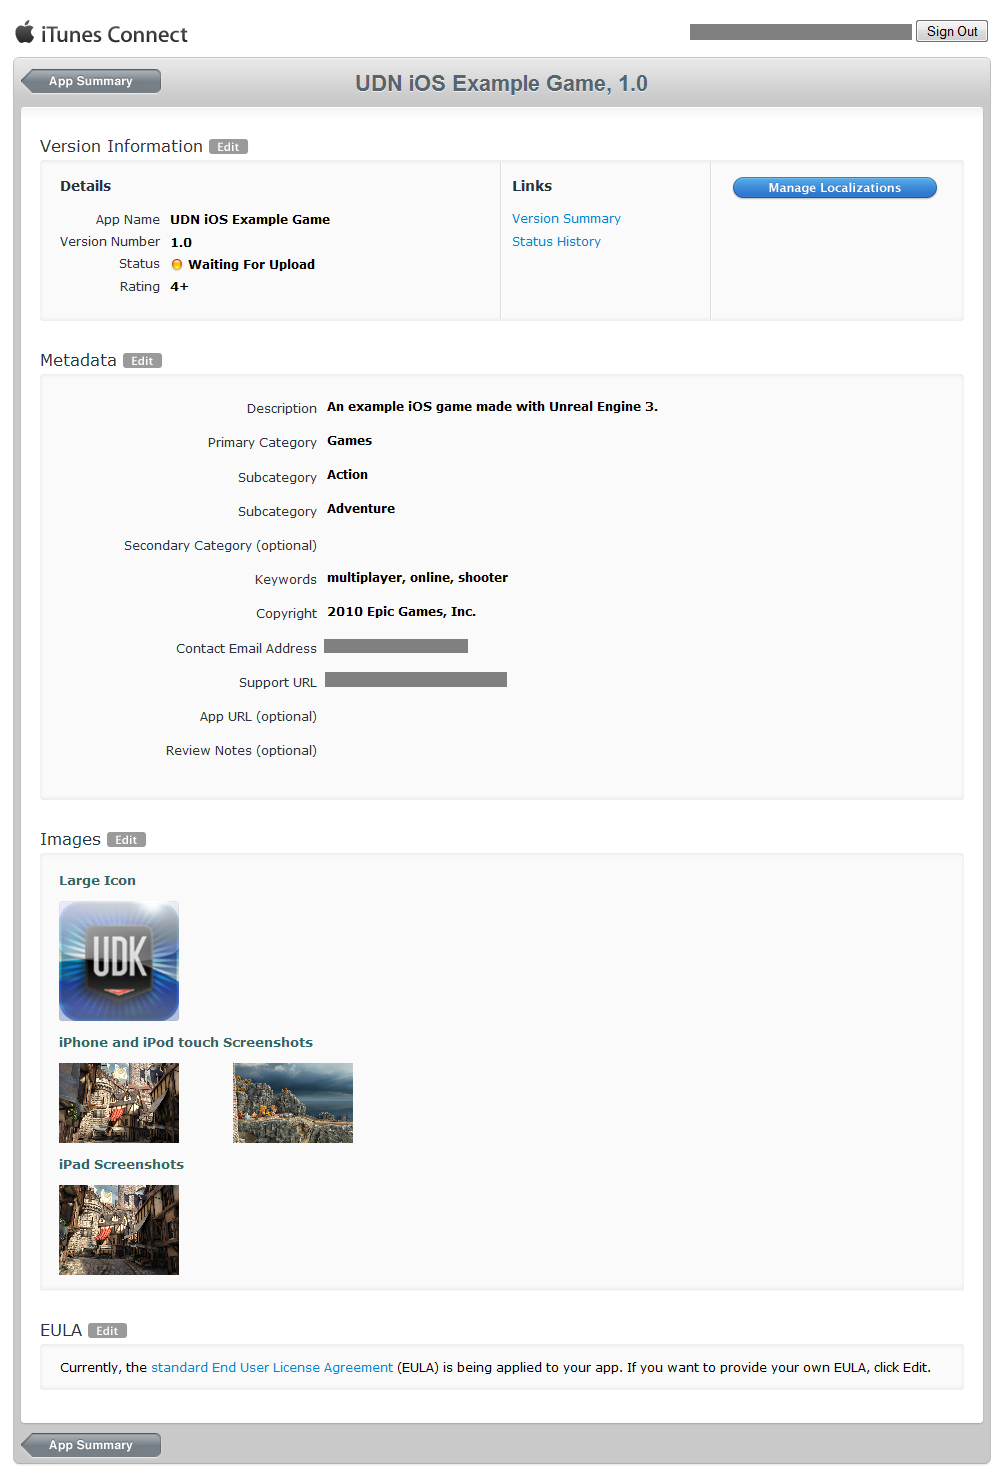 iTunes Connect
Sign Out
App Summary
UDN iOS Example Game, 1.0
Version Information Edit
Details
App Name UDN iOS Example Game
Version Number 1.0
Status Waiting For Upload
Rating 4+
Links
Version Summary
Status History
Manage Localizations
Metadata Edit
Description An example iOS game made with Unreal Engine 3.
Primary Category Games
Subcategory Action
Subcategory Adventure
Secondary Category (optional)
Keywords multiplayer, online, shooter
Copyright 2010 Epic Games, Inc.
Contact Email Address
Support URL
App URL (optional)
Review Notes (optional)
Images Edit
Large Icon
UDK
iPhone and iPod touch Screenshots
iPad Screenshots
EULA Edit
Currently, the standard End User License Agreement (EULA) is being applied to your app. If you want to provide your own EULA, click Edit.
App Summary